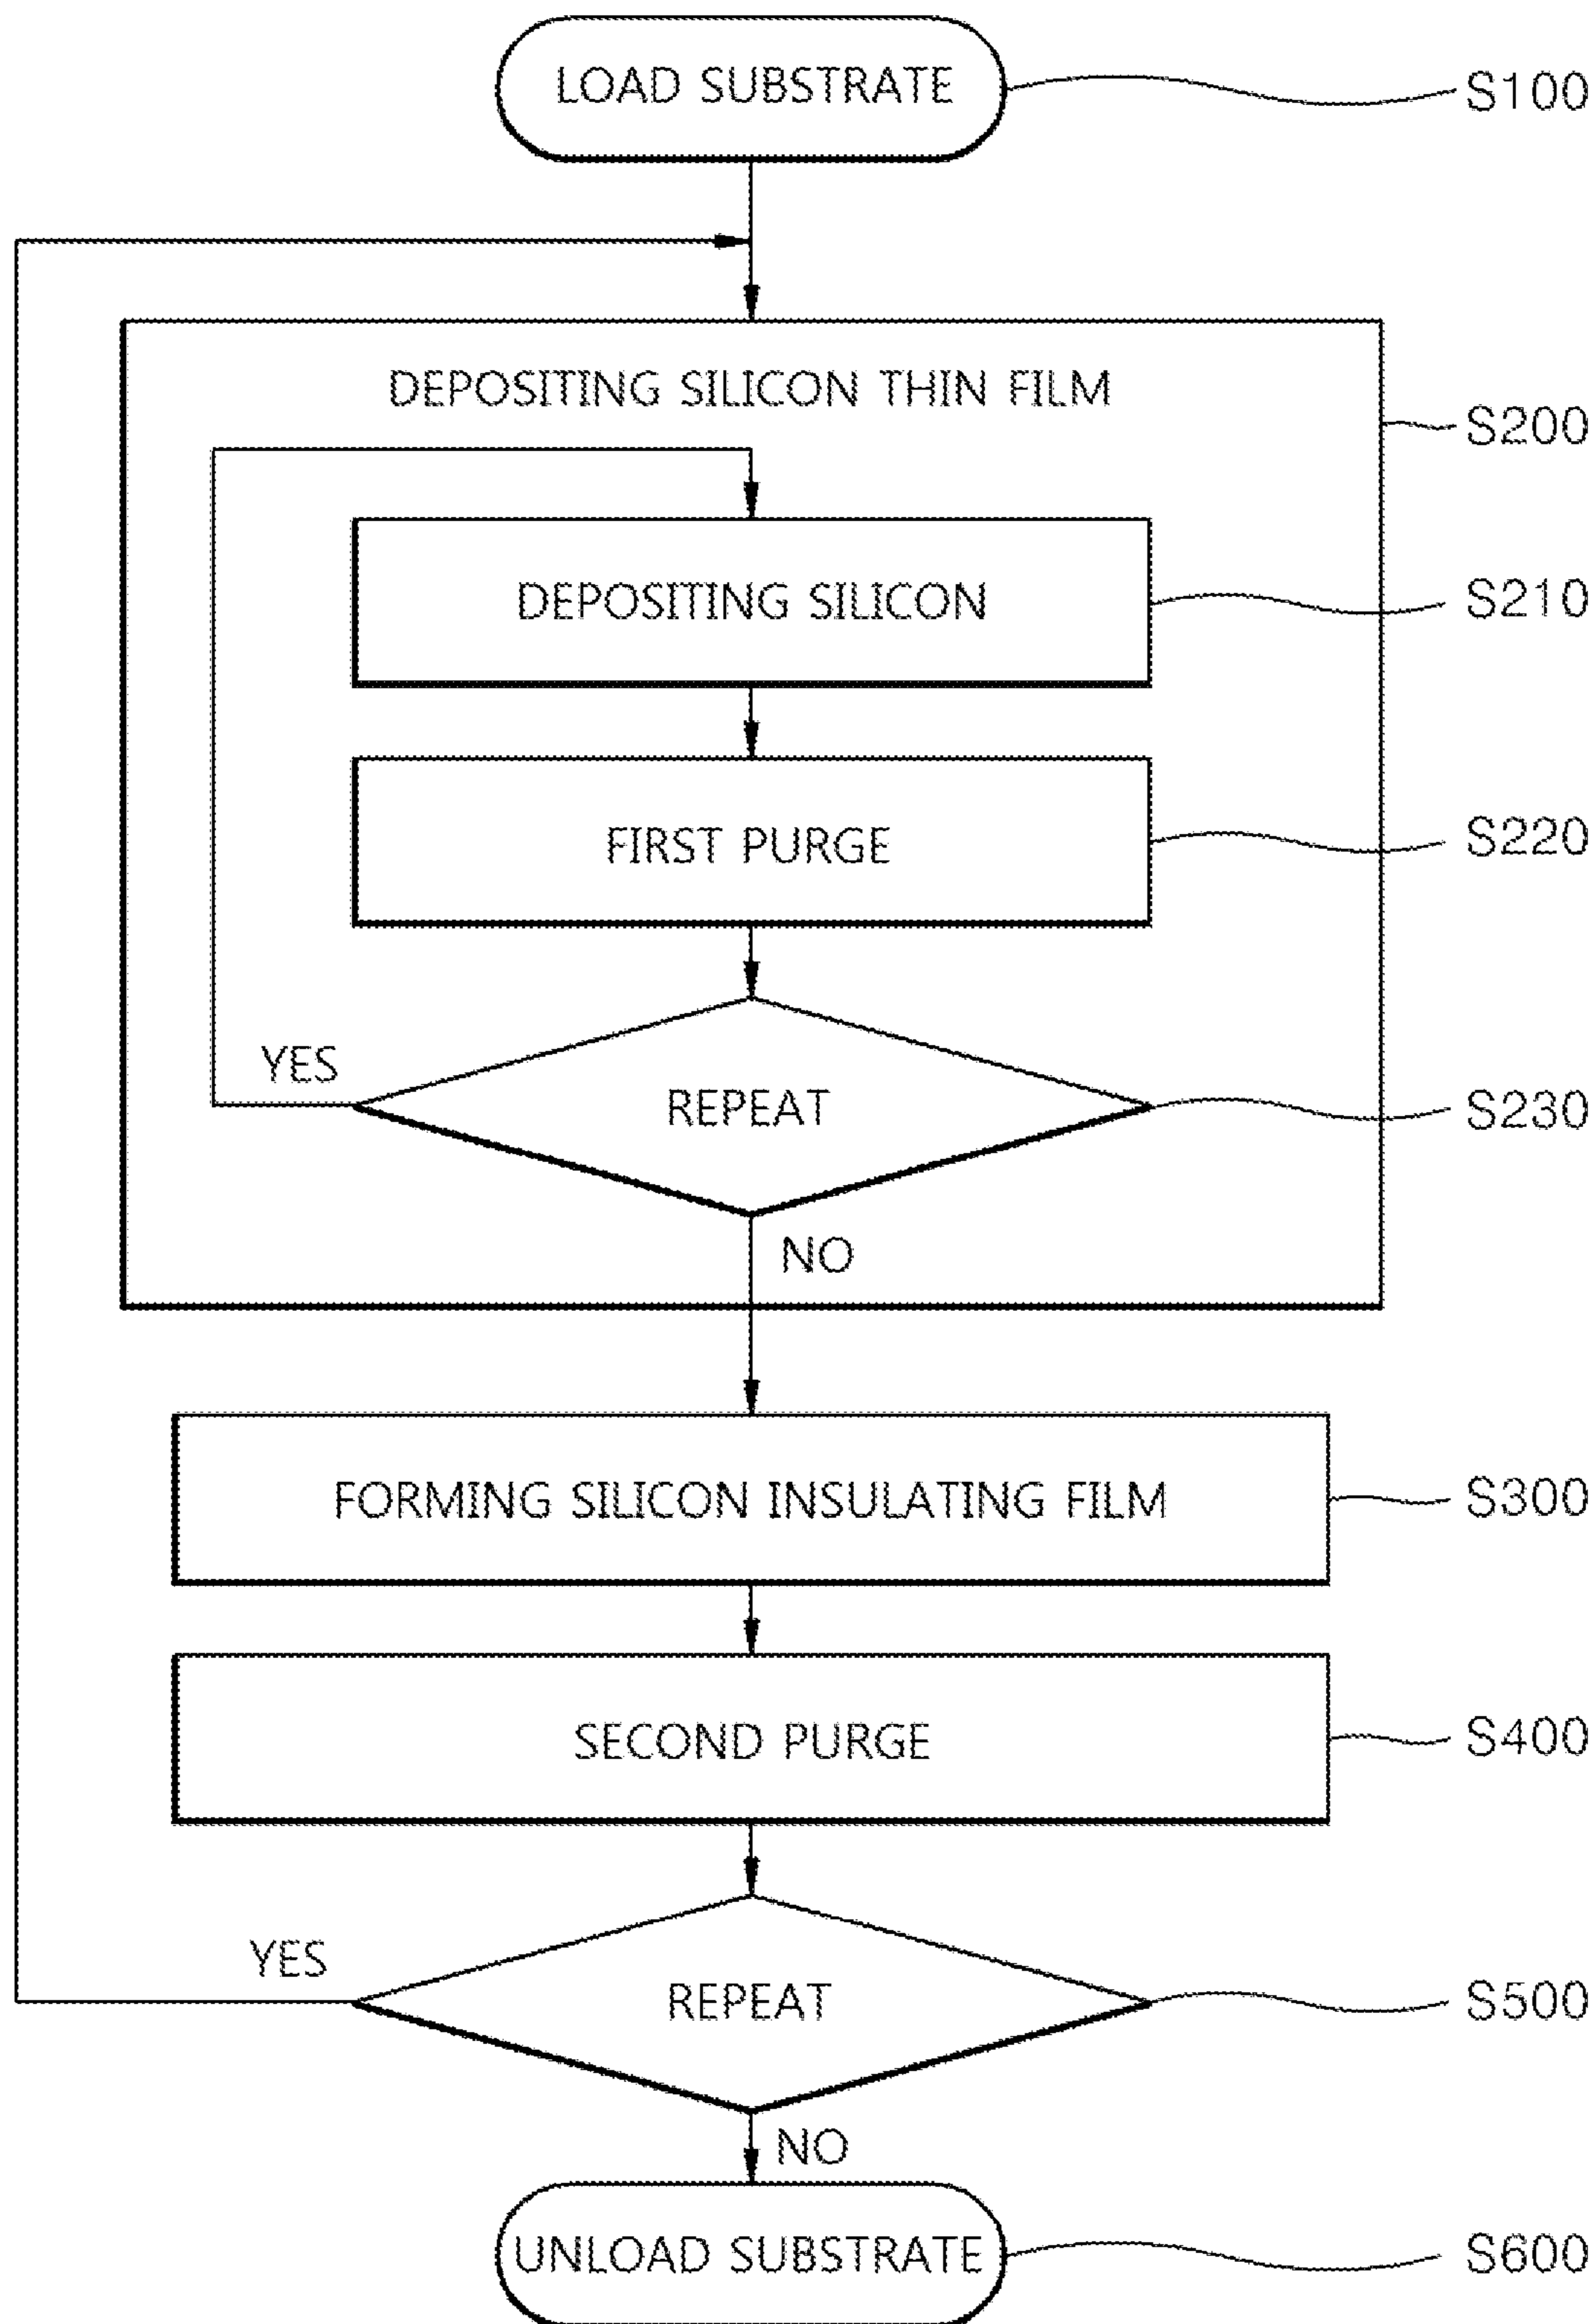 LOAD SUBSTRATE
S100
DEPOSITING SILICON THIN FILM
S200
DEPOSITING SILICON
S210
FIRST PURGE
S220
YES
REPEAT
S230
NO
FORMING SILICON INSULATING FILM
S300
SECOND PURGE
S400
YES
REPEAT
S500
NO
UNLOAD SUBSTRATE
S600